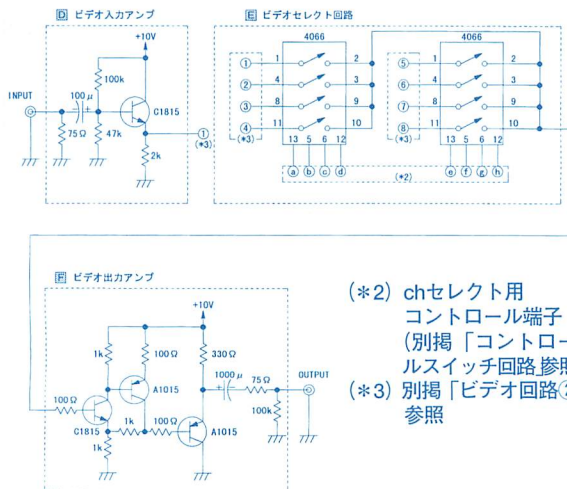 D ビデオ入力アンプ
+10V
100k
100μ
INPUT
+
C1815
75Ω
47k
①
(*3)
2k
E ビデオセレクト回路
4066
4066
① 1 2
② 4 3
③ 8 9
④ 11 10
(*3)
13 5 6 12
ⓐ ⓑ ⓒ ⓓ
(*2)
⑤ 1 2
⑥ 4 3
⑦ 8 9
⑧ 11 10
(*3)
13 5 6 12
ⓔ ⓕ ⓖ ⓗ
F ビデオ出力アンプ
+10V
1k
100Ω
330Ω
A1015
1000μ
+
75Ω
OUTPUT
100Ω
C1815
1k
100Ω
A1015
100k
1k
(*2) chセレクト用
コントロール端子
(別掲「コントロー
ルスイッチ回路」参照
(*3) 別掲「ビデオ回路
参照